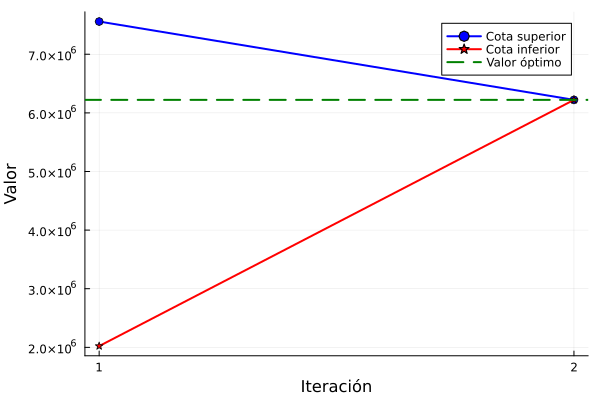 Cota superior
Cota inferior
Valor óptimo
7.0×10⁶
6.0×10⁶
5.0×10⁶
4.0×10⁶
3.0×10⁶
2.0×10⁶
Valor
1
2
Iteración